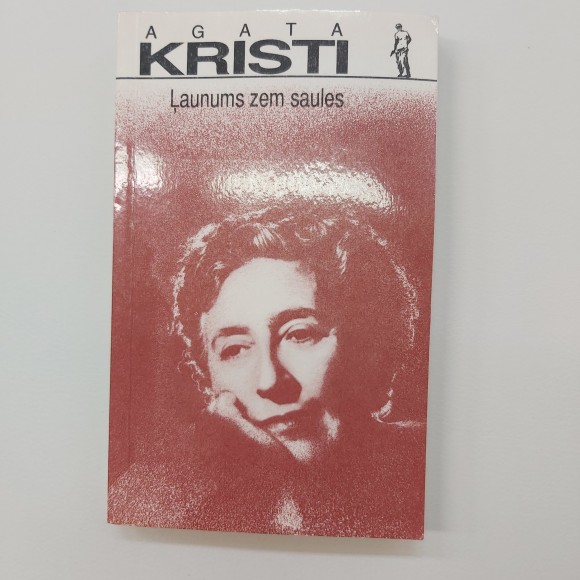 AGATA
KRISTI
Ļaunums zem saules